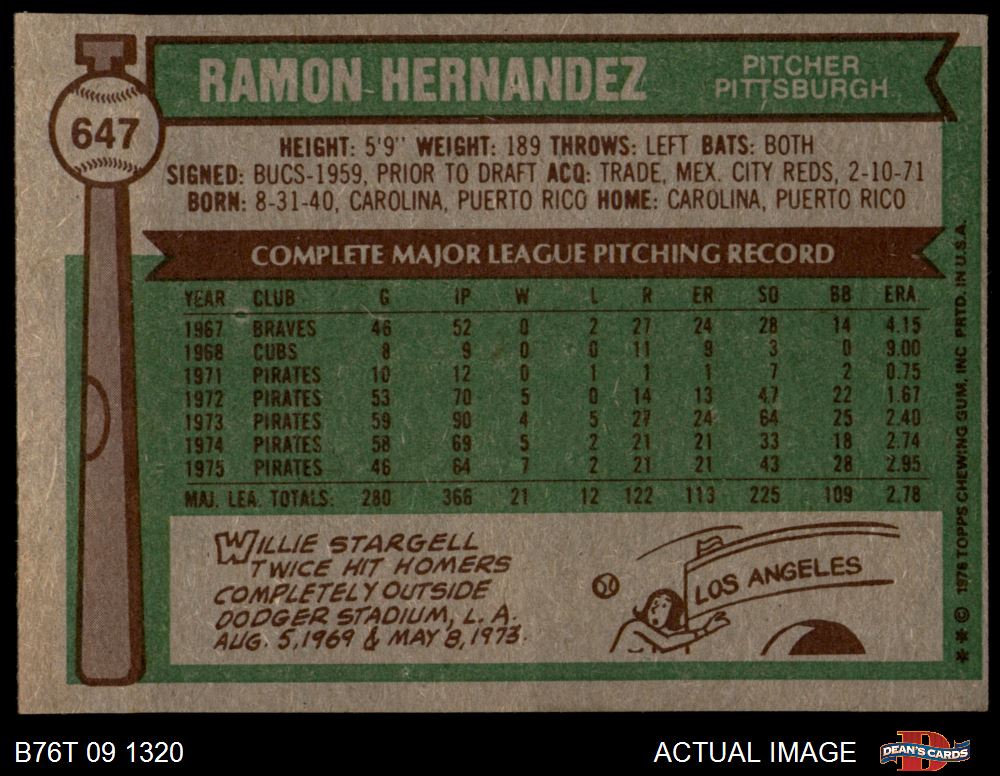 647
RAMON HERNANDEZ
PITCHER
PITTSBURGH
HEIGHT: 5'9" WEIGHT: 189 THROWS: LEFT BATS: BOTH
SIGNED: BUCS-1959, PRIOR TO DRAFT ACQ: TRADE, MEX. CITY REDS, 2-10-71
BORN: 8-31-40, CAROLINA, PUERTO RICO HOME: CAROLINA, PUERTO RICO
COMPLETE MAJOR LEAGUE PITCHING RECORD
YEAR CLUB G IP W L R ER SO BB ERA
1967 BRAVES 46 52 0 2 27 24 28 14 4.15
1968 CUBS 8 9 0 0 11 9 3 0 9.00
1971 PIRATES 10 12 0 1 1 1 7 2 0.75
1972 PIRATES 53 70 5 0 14 13 47 22 1.67
1973 PIRATES 59 90 4 5 27 24 64 25 2.40
1974 PIRATES 58 69 5 2 21 21 33 18 2.74
1975 PIRATES 46 64 7 2 21 21 43 28 2.95
MAJ. LEA. TOTALS: 280 366 21 12 122 113 225 109 2.78
WILLIE STARGELL
TWICE HIT HOMERS
COMPLETELY OUTSIDE
DODGER STADIUM, L.A.
AUG. 5, 1969 & MAY 8, 1973.
LOS ANGELES
** © 1976 TOPPS CHEWING GUM, INC PRTD. IN U.S.A.
B76T 09 1320
ACTUAL IMAGE
D
DEAN'S CARDS